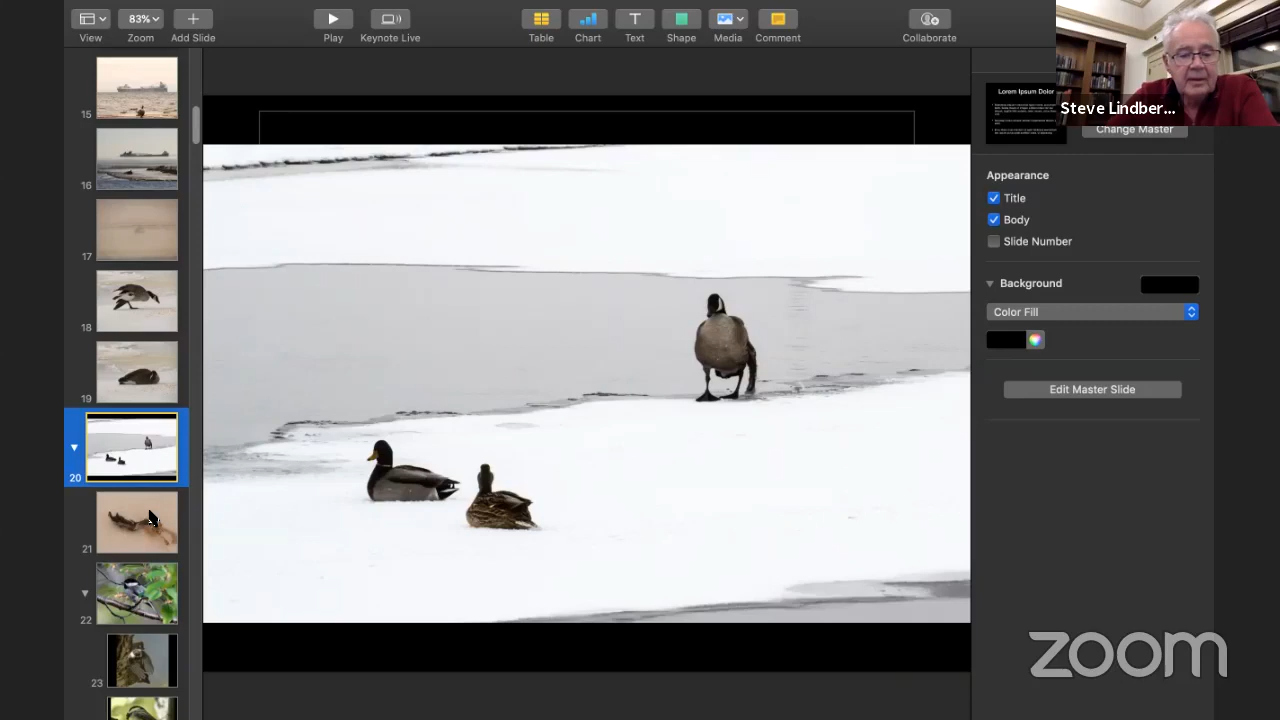 83%
View
Zoom
Add Slide
Play
Keynote Live
Table
Chart
Text
Shape
Media
Comment
Collaborate
Steve Lindber...
Lorem Ipsum Dolor
Change Master
Appearance
Title
Body
Slide Number
Background
Color Fill
Edit Master Slide
15
16
17
18
19
20
21
22
23
zoom